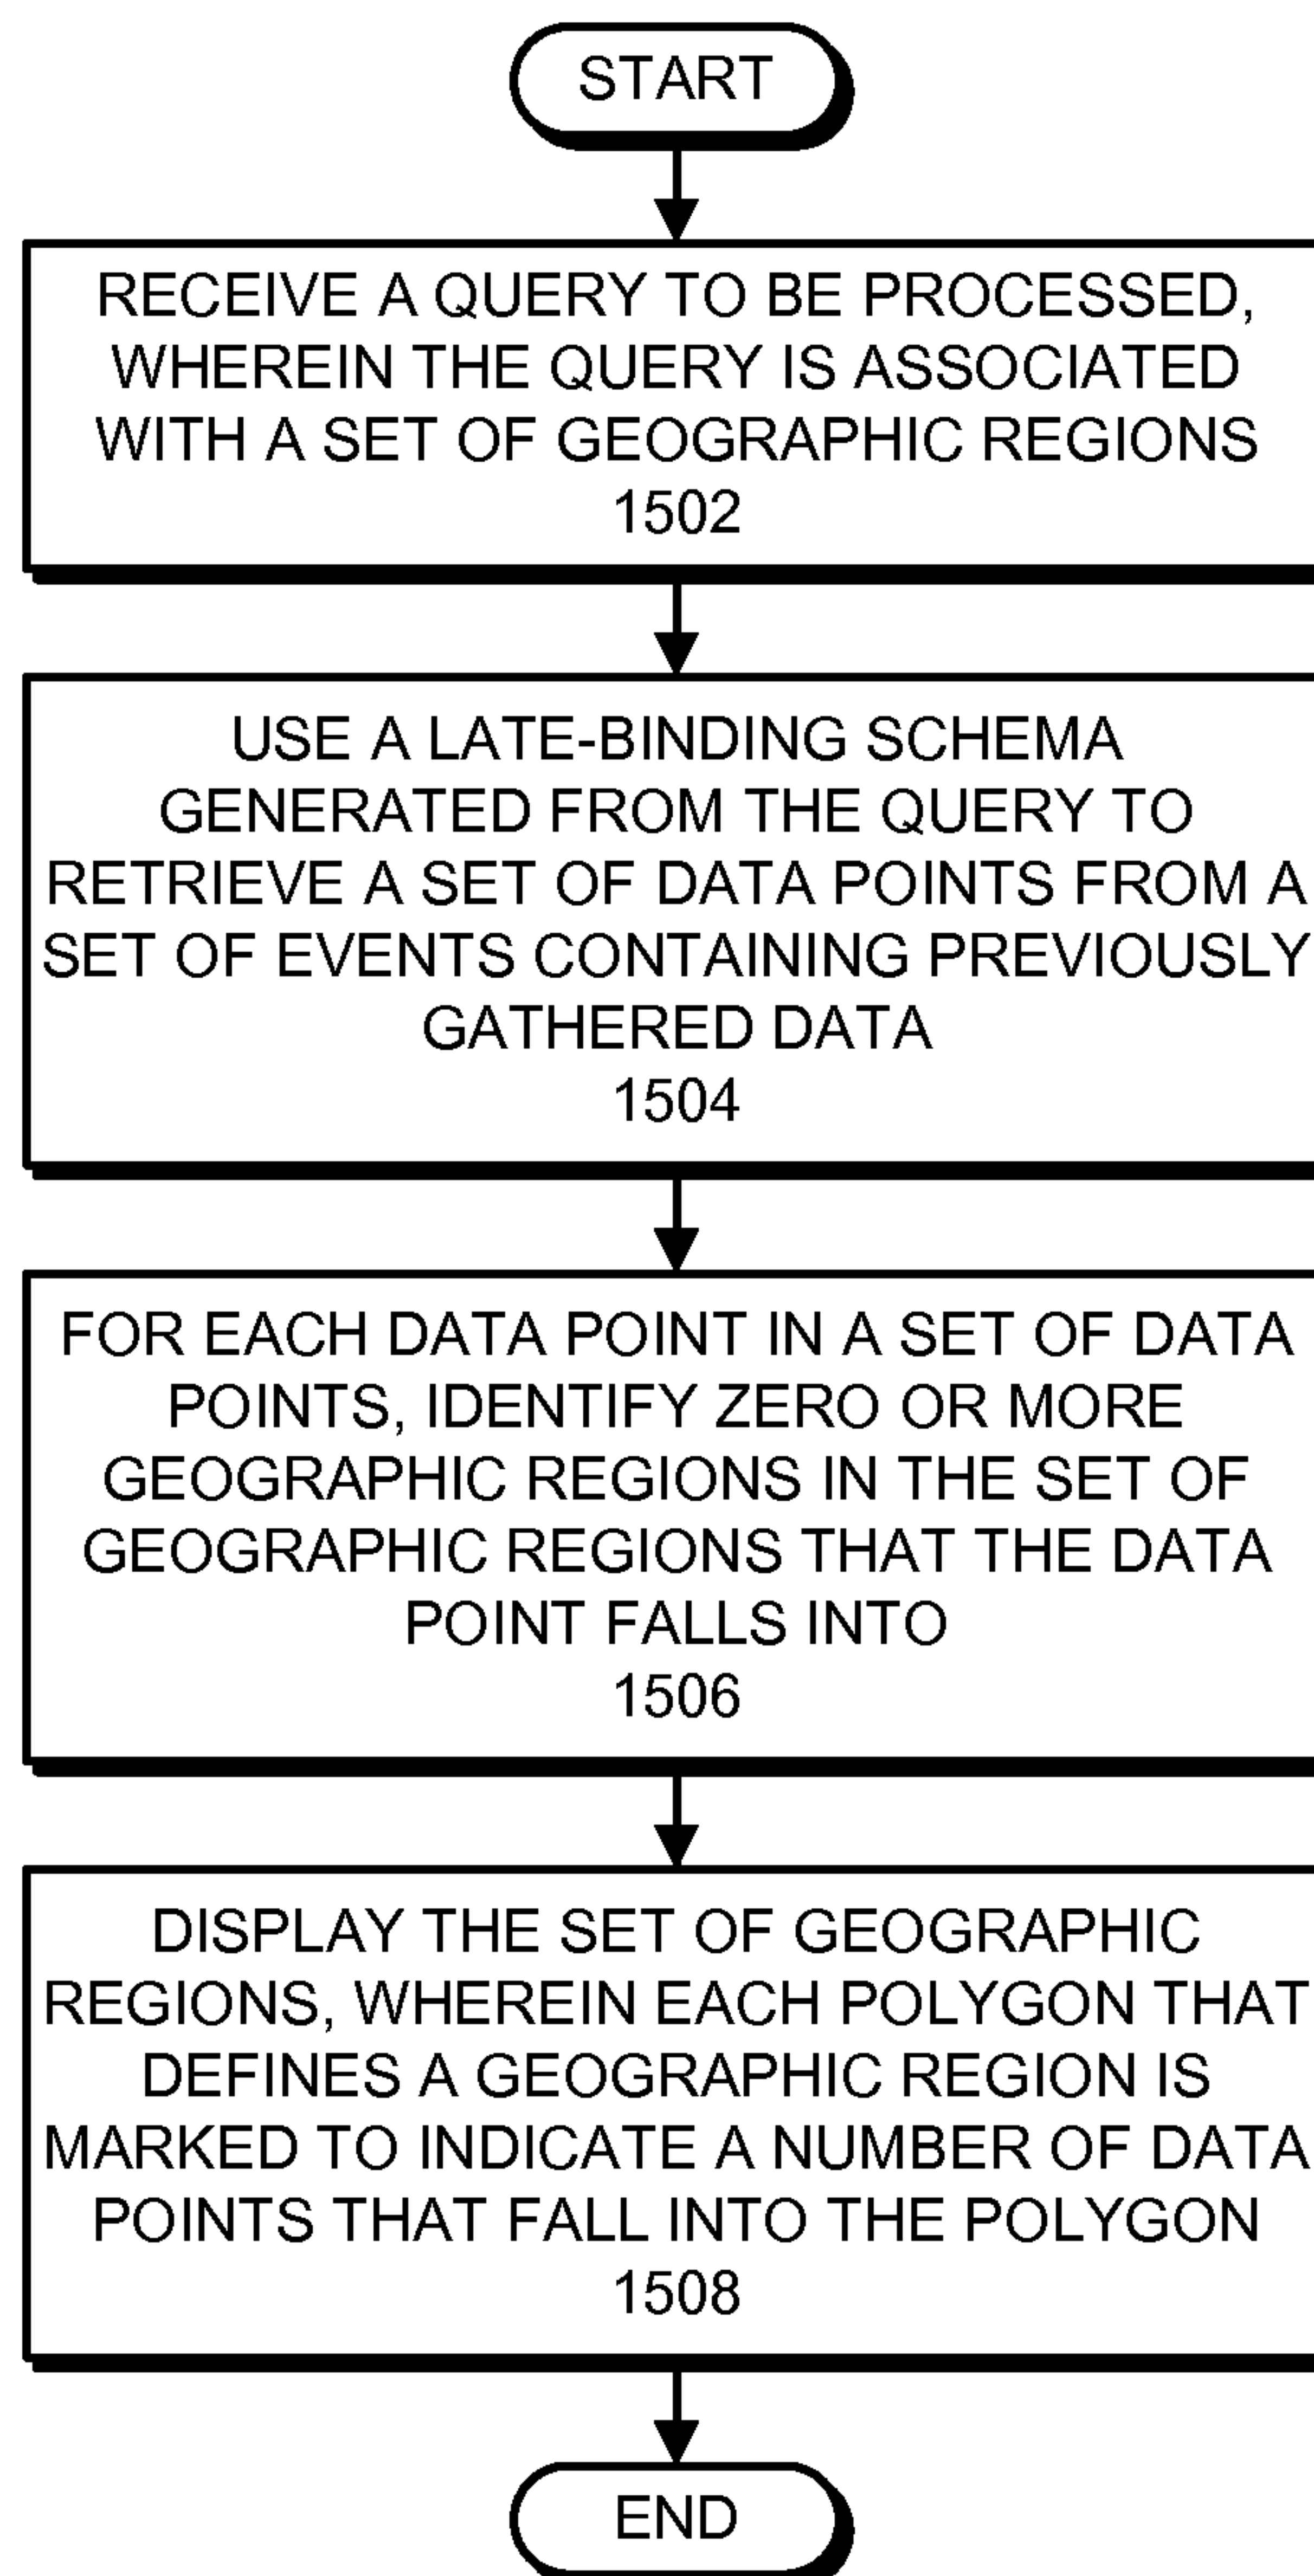 START
RECEIVE A QUERY TO BE PROCESSED,
WHEREIN THE QUERY IS ASSOCIATED
WITH A SET OF GEOGRAPHIC REGIONS
1502
USE A LATE-BINDING SCHEMA
GENERATED FROM THE QUERY TO
RETRIEVE A SET OF DATA POINTS FROM A
SET OF EVENTS CONTAINING PREVIOUSLY
GATHERED DATA
1504
FOR EACH DATA POINT IN A SET OF DATA
POINTS, IDENTIFY ZERO OR MORE
GEOGRAPHIC REGIONS IN THE SET OF
GEOGRAPHIC REGIONS THAT THE DATA
POINT FALLS INTO
1506
DISPLAY THE SET OF GEOGRAPHIC
REGIONS, WHEREIN EACH POLYGON THAT
DEFINES A GEOGRAPHIC REGION IS
MARKED TO INDICATE A NUMBER OF DATA
POINTS THAT FALL INTO THE POLYGON
1508
END